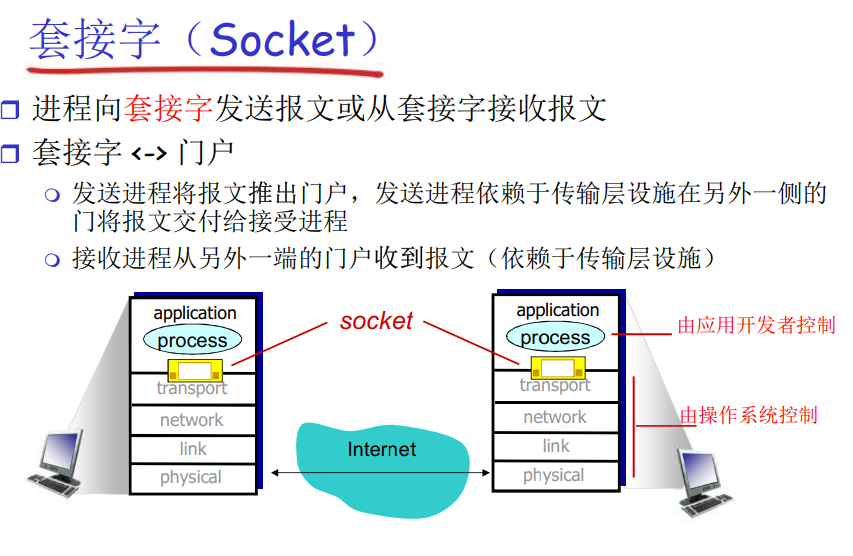 套接字（Socket）
进程向套接字发送报文或从套接字接收报文
套接字 <-> 门户
发送进程将报文推出门户，发送进程依赖于传输层设施在另外一侧的
门将报文交付给接受进程
接收进程从另外一端的门户收到报文（依赖于传输层设施）
application
process
transport
network
link
physical
socket
Internet
application
process
transport
network
link
physical
由应用开发者控制
由操作系统控制